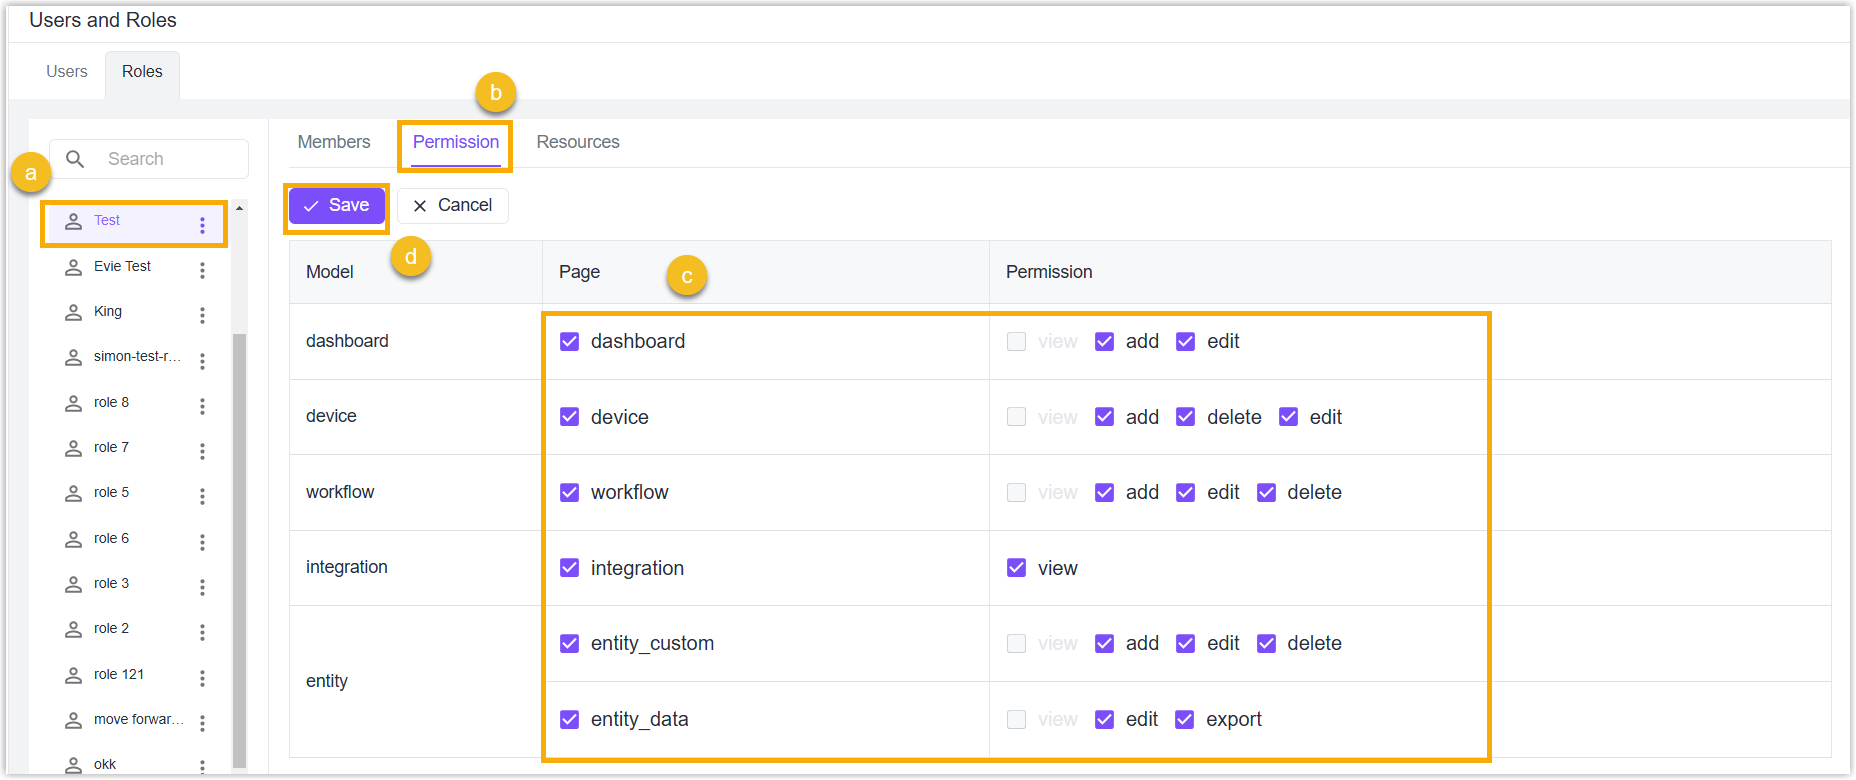 Users and Roles
Users Roles
b
Members Permission Resources
Search
a
Save Cancel
Test
d
Evie Test
King
simon-test-r...
role 8
role 7
role 5
role 6
role 3
role 2
role 121
move forwar...
okk
c
Model Page Permission
dashboard dashboard view add edit
device device view add delete edit
workflow workflow view add edit delete
integration integration view
entity entity_custom view add edit delete
entity_data view edit export